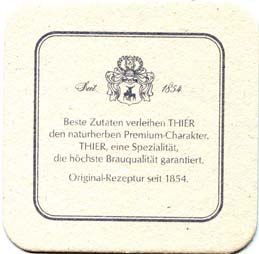 Seit 1854
Beste Zutaten verleihen THIER
den naturherben Premium-Charakter.
THIER, eine Spezialität,
die höchste Brauqualität garantiert.
Original-Rezeptur seit 1854.